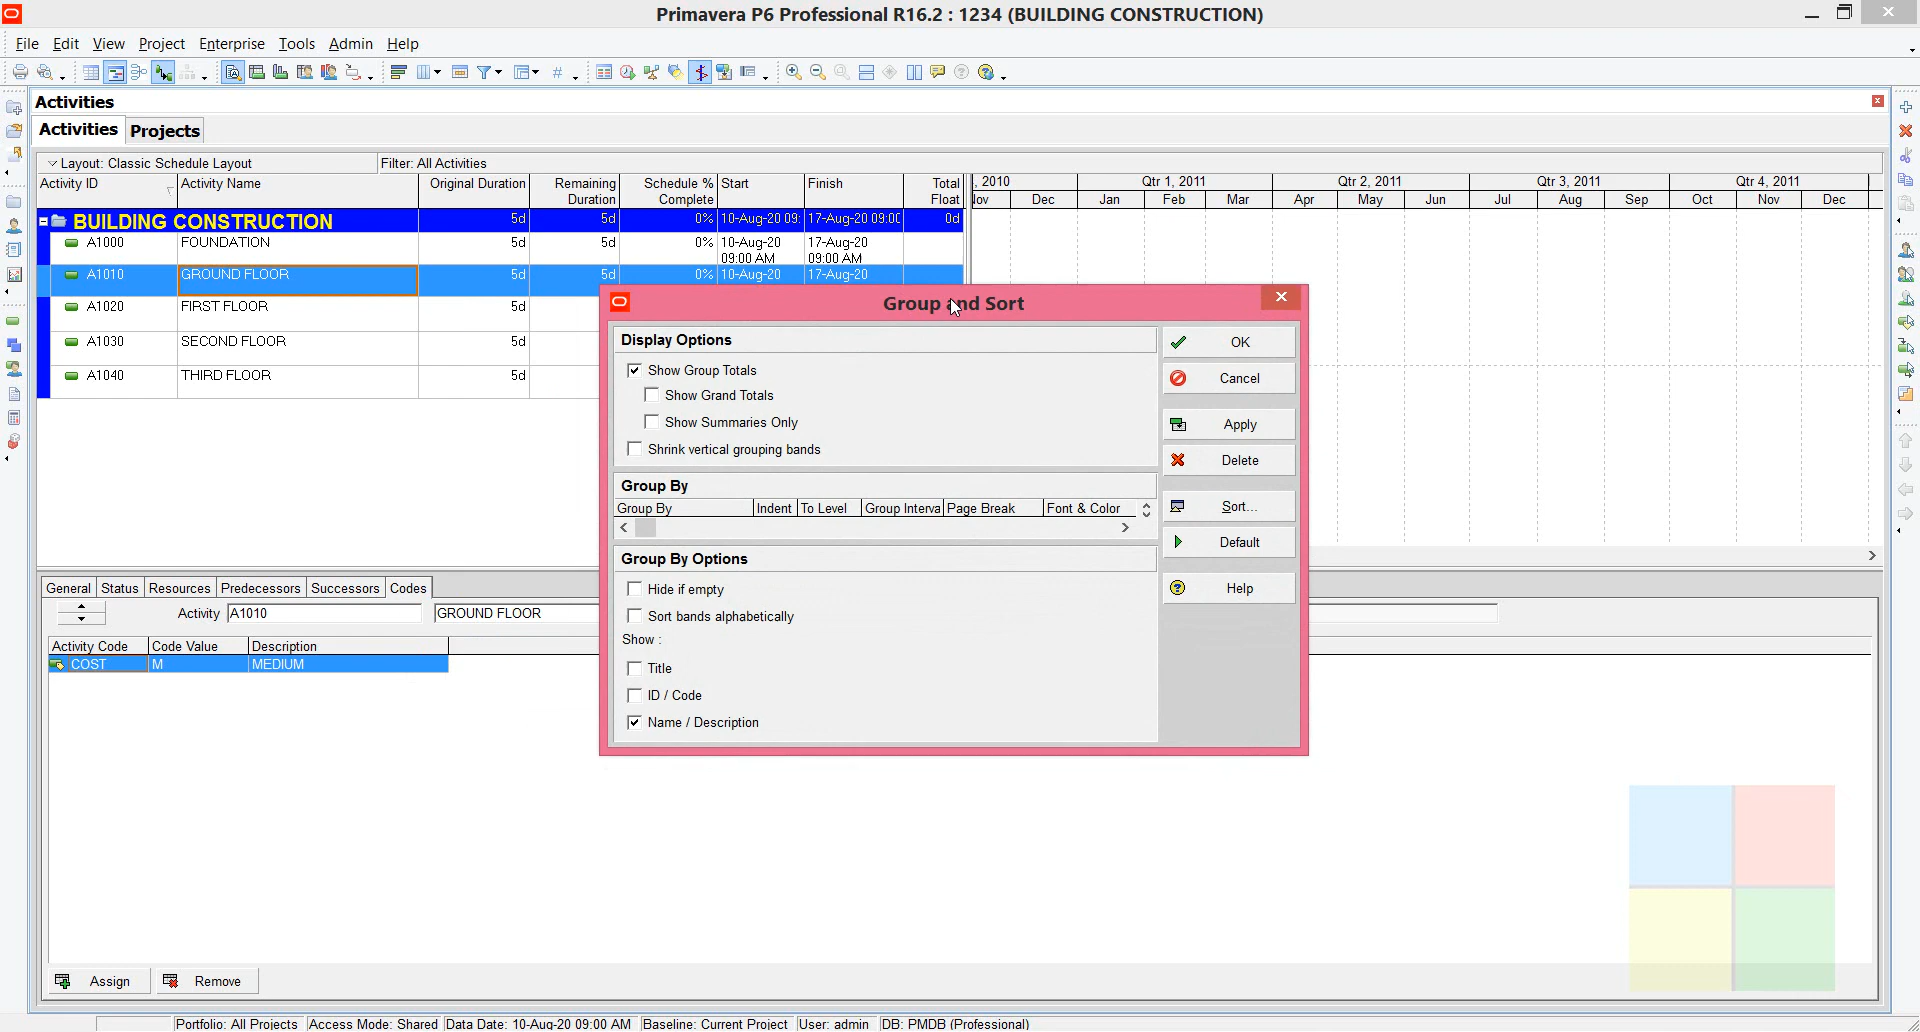 Primavera P6 Professional R16.2 : 1234 (BUILDING CONSTRUCTION)
File Edit View Project Enterprise Tools Admin Help
Activities
Activities Projects
Layout: Classic Schedule Layout Filter: All Activities
Activity ID Activity Name Original Duration Remaining Duration Schedule % Complete Start Finish Total Float
, 2010 Qtr 1, 2011 Qtr 2, 2011 Qtr 3, 2011 Qtr 4, 2011
Nov Dec Jan Feb Mar Apr May Jun Jul Aug Sep Oct Nov Dec
BUILDING CONSTRUCTION 5d 5d 0% 10-Aug-20 09: 17-Aug-20 09:00 0d
A1000 FOUNDATION 5d 5d 0% 10-Aug-20 09:00 AM 17-Aug-20 09:00 AM
A1010 GROUND FLOOR 5d 5d 0% 10-Aug-20 17-Aug-20
A1020 FIRST FLOOR 5d
A1030 SECOND FLOOR 5d
A1040 THIRD FLOOR 5d
Group and Sort
Display Options
Show Group Totals
Show Grand Totals
Show Summaries Only
Shrink vertical grouping bands
Group By
Group By Indent To Level Group Interva Page Break Font & Color
Group By Options
Hide if empty
Sort bands alphabetically
Show :
Title
ID / Code
Name / Description
OK
Cancel
Apply
Delete
Sort...
Default
Help
General Status Resources Predecessors Successors Codes
Activity A1010 GROUND FLOOR
Activity Code Code Value Description
COST M MEDIUM
Assign Remove
Portfolio: All Projects Access Mode: Shared Data Date: 10-Aug-20 09:00 AM Baseline: Current Project User: admin DB: PMDB (Professional)